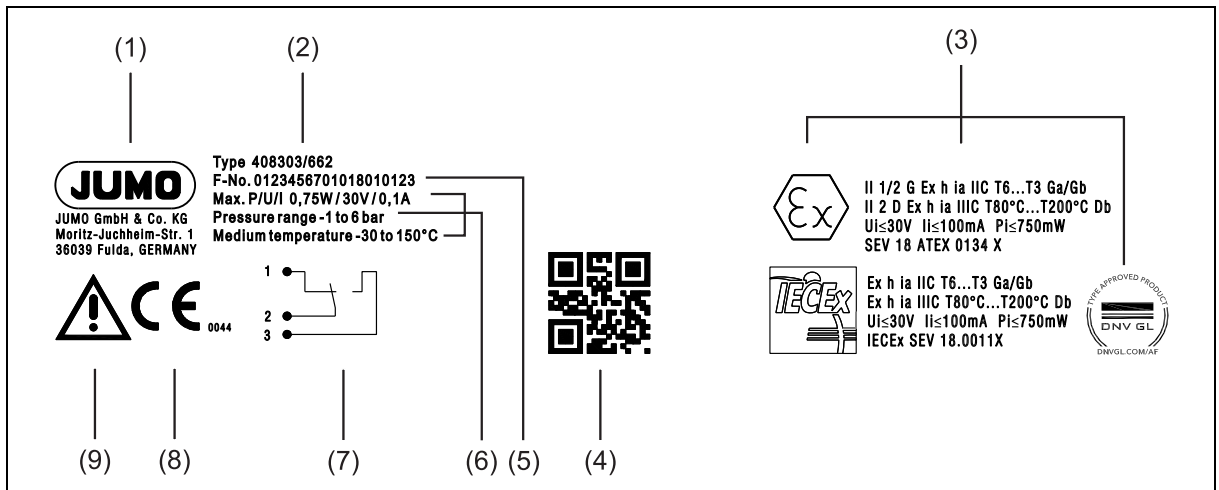 (1)
(2)
(3)
JUMO
JUMO GmbH & Co. KG
Moritz-Juchheim-Str. 1
36039 Fulda, GERMANY
Type 408303/662
F-No. 0123456701018010123
Max. P/U/I 0,75W/30V/0,1A
Pressure range -1 to 6 bar
Medium temperature -30 to 150°C
Ex
II 1/2 G Ex h ia IIC T6...T3 Ga/Gb
II 2 D Ex h ia IIIC T80°C...T200°C Db
Ui≤30V Ii≤100mA Pi≤750mW
SEV 18 ATEX 0134 X
IECEx
Ex h ia IIC T6...T3 Ga/Gb
Ex h ia IIIC T80°C...T200°C Db
Ui≤30V Ii≤100mA Pi≤750mW
IECEx SEV 18.0011X
TYPE APPROVED PRODUCT
DNV GL
DNVGL.COM/AF
CE
0044
1
2
3
(9)
(8)
(7)
(6)
(5)
(4)